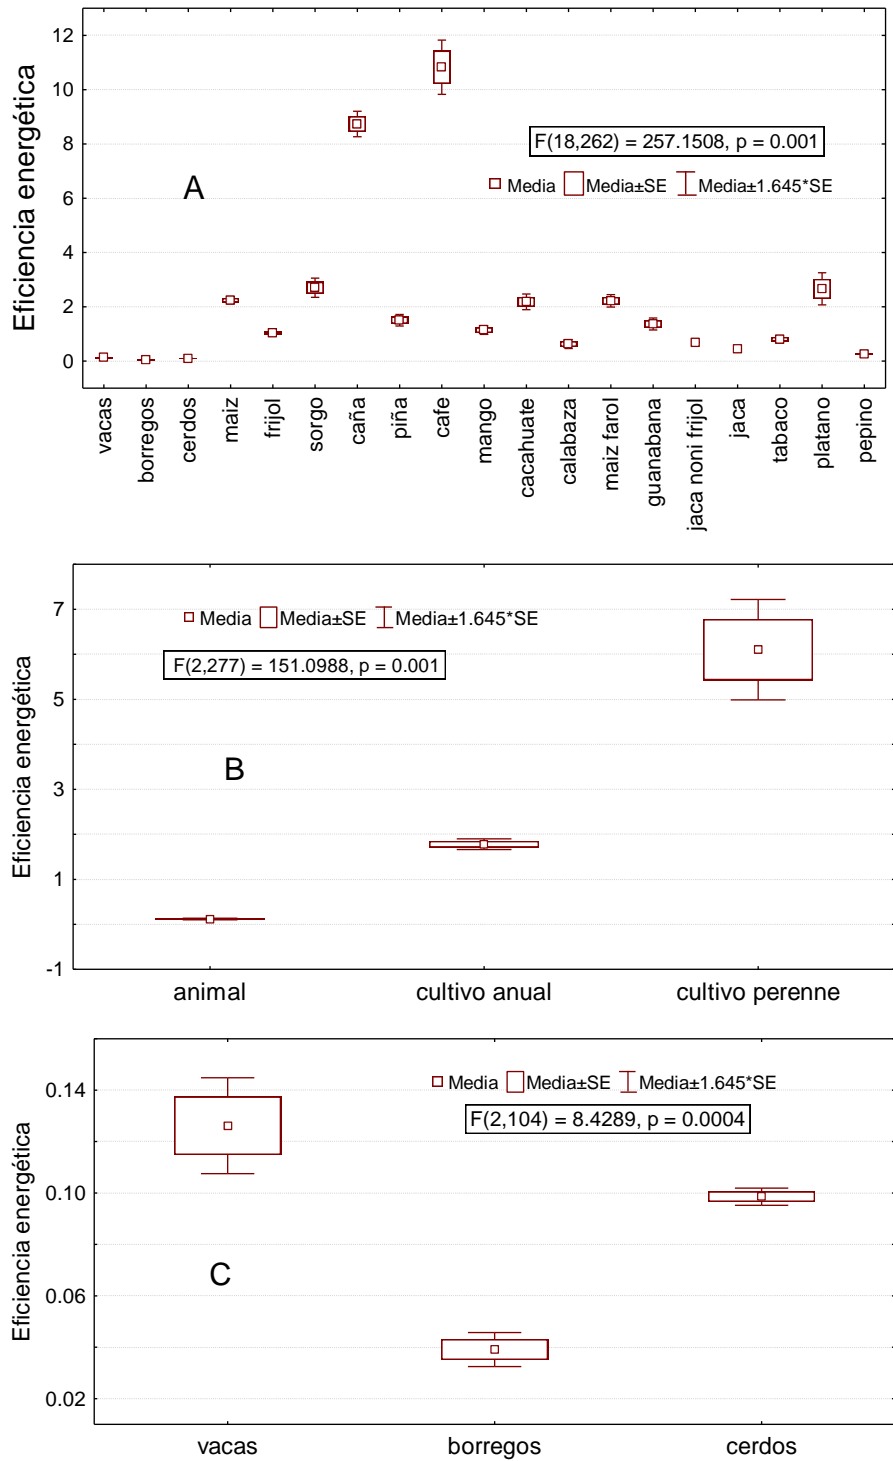 12
10
8
6
4
2
0
Eficiencia energética
A
F(18,262) = 257.1508, p = 0.001
Media Media±SE Media±1.645*SE
vacas
borregos
cerdos
maiz
frijol
sorgo
caña
piña
cafe
mango
cacahuate
calabaza
maiz farol
guanabana
jaca noni frijol
jaca
tabaco
platano
pepino
7
5
3
1
-1
Eficiencia energética
Media Media±SE Media±1.645*SE
F(2,277) = 151.0988, p = 0.001
B
animal cultivo anual cultivo perenne
0.14
0.10
0.06
0.02
Eficiencia energética
Media Media±SE Media±1.645*SE
F(2,104) = 8.4289, p = 0.0004
C
vacas borregos cerdos